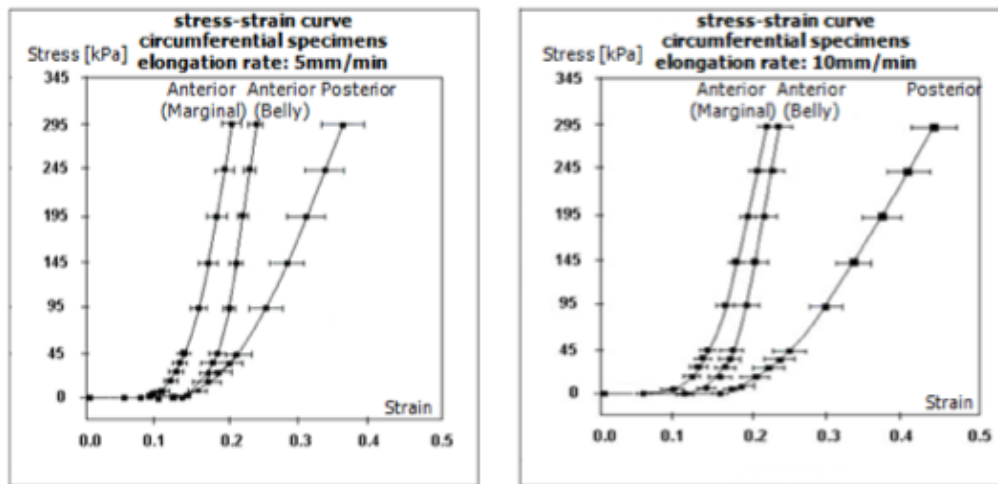 stress-strain curve
circumferential specimens
elongation rate: 5mm/min
Stress [kPa]
345
295
245
195
145
95
45
0
Anterior Anterior Posterior
(Marginal) (Belly)
Strain
0.0 0.1 0.2 0.3 0.4 0.5
stress-strain curve
circumferential specimens
elongation rate: 10mm/min
Stress [kPa]
345
295
245
195
145
95
45
0
Anterior Anterior Posterior
(Marginal) (Belly)
Strain
0.0 0.1 0.2 0.3 0.4 0.5